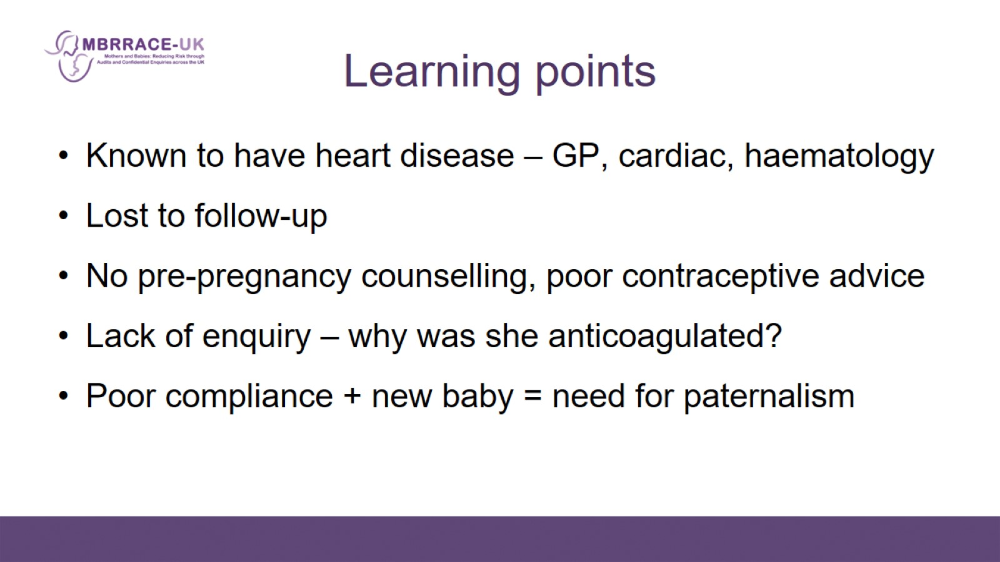 MBRRACE-UK
Mothers and Babies: Reducing Risk through
Audits and Confidential Enquiries across the UK
Learning points
• Known to have heart disease – GP, cardiac, haematology
• Lost to follow-up
• No pre-pregnancy counselling, poor contraceptive advice
• Lack of enquiry – why was she anticoagulated?
• Poor compliance + new baby = need for paternalism